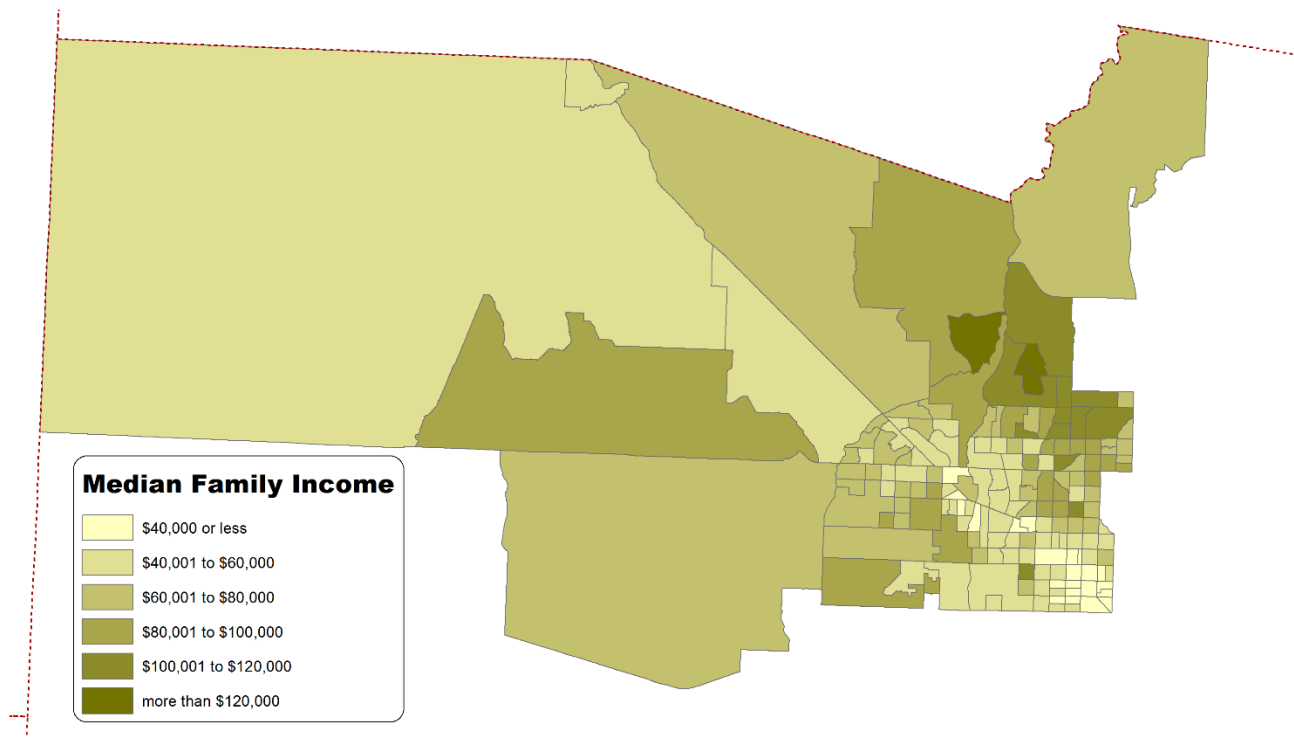 Median Family Income
$40,000 or less
$40,001 to $60,000
$60,001 to $80,000
$80,001 to $100,000
$100,001 to $120,000
more than $120,000